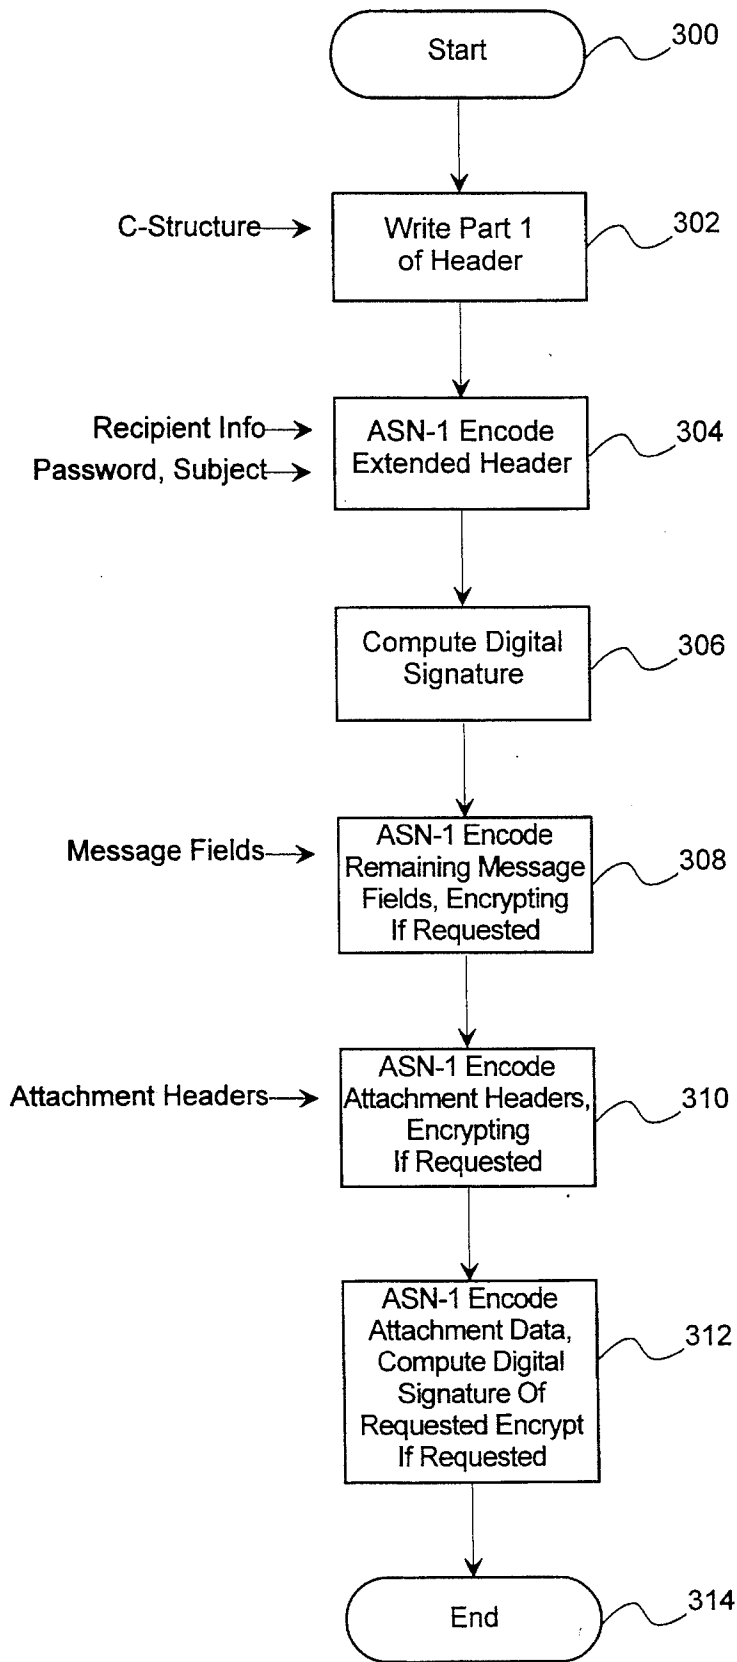 Start
300
C-Structure
Write Part 1
of Header
302
Recipient Info
Password, Subject
ASN-1 Encode
Extended Header
304
Compute Digital
Signature
306
Message Fields
ASN-1 Encode
Remaining Message
Fields, Encrypting
If Requested
308
Attachment Headers
ASN-1 Encode
Attachment Headers,
Encrypting
If Requested
310
ASN-1 Encode
Attachment Data,
Compute Digital
Signature Of
Requested Encrypt
If Requested
312
End
314